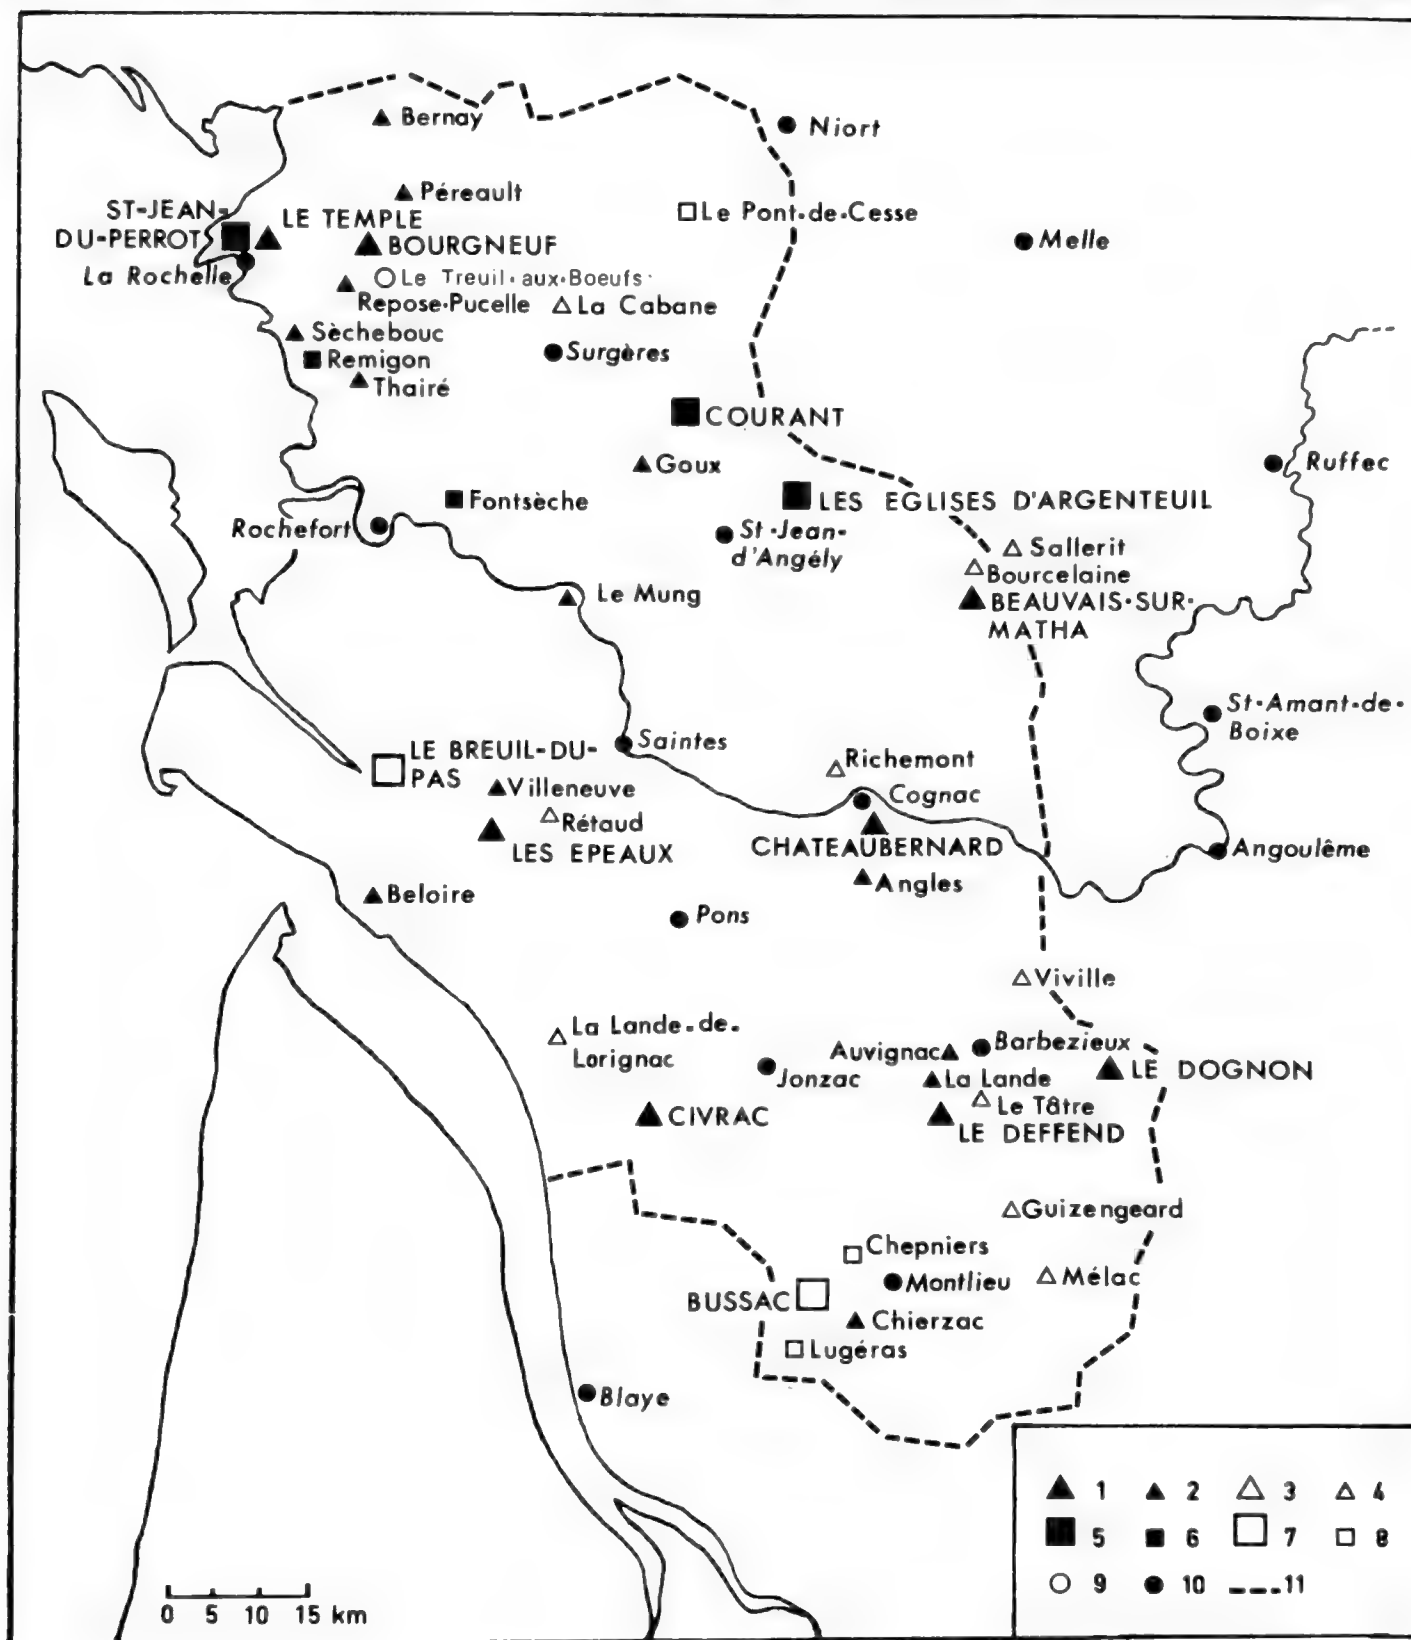 Bernay
Niort
Péreault
ST-JEAN-
DU-PERROT
LE TEMPLE
Le Pont-de-Cesse
BOURGNEUF
Melle
La Rochelle
Le Treuil-aux-Boeufs
Repose-Pucelle
La Cabane
Sèchebouc
Remigon
Surgères
Thairé
COURANT
Goux
Ruffec
Fontsèche
LES EGLISES D'ARGENTEUIL
Rochefort
St-Jean-
d'Angély
Sallerit
Bourcelaine
Le Mung
BEAUVAIS-SUR-
MATHA
St-Amant-de-
Boixe
Saintes
LE BREUIL-DU-
PAS
Richemont
Villeneuve
Cognac
Rétaud
LES EPEAUX
CHATEAUBERNARD
Angoulême
Angles
Beloire
Pons
Viville
La Lande-de-
Lorignac
Auvignac
Barbezieux
Jonzac
La Lande
LE DOGNON
Le Tâtre
CIVRAC
LE DEFFEND
Guizengeard
Chepniers
Montlieu
Mélac
BUSSAC
Chierzac
Lugéras
Blaye
1 2 3 4
5 6 7 8
9 10 11
0 5 10 15 km